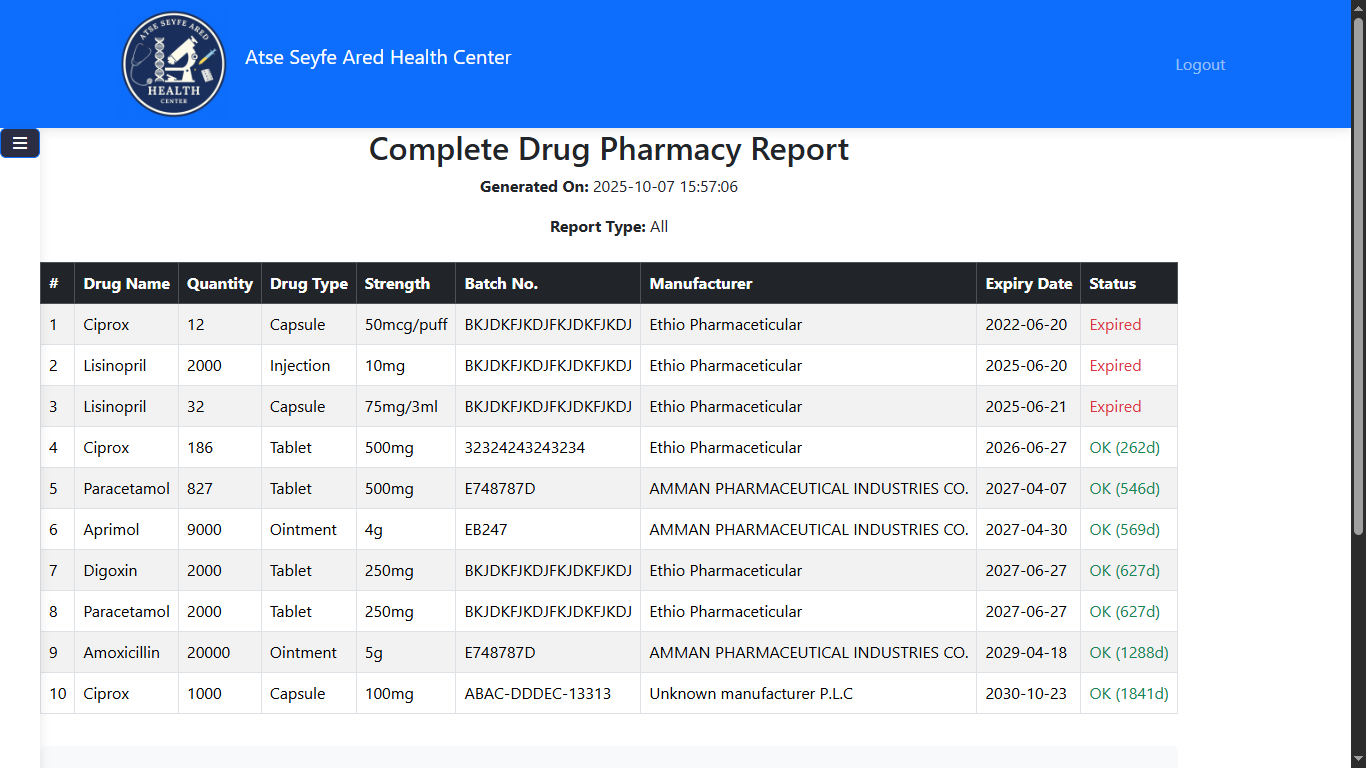 ATSE SEYFE ARED
HEALTH
CENTER
Atse Seyfe Ared Health Center
Logout
Complete Drug Pharmacy Report
Generated On: 2025-10-07 15:57:06
Report Type: All
# Drug Name Quantity Drug Type Strength Batch No. Manufacturer Expiry Date Status
1 Ciprox 12 Capsule 50mcg/puff BKJDKFJKDJFKJDKFJKDJ Ethio Pharmaceticular 2022-06-20 Expired
2 Lisinopril 2000 Injection 10mg BKJDKFJKDJFKJDKFJKDJ Ethio Pharmaceticular 2025-06-20 Expired
3 Lisinopril 32 Capsule 75mg/3ml BKJDKFJKDJFKJDKFJKDJ Ethio Pharmaceticular 2025-06-21 Expired
4 Ciprox 186 Tablet 500mg 32324243243234 Ethio Pharmaceticular 2026-06-27 OK (262d)
5 Paracetamol 827 Tablet 500mg E748787D AMMAN PHARMACEUTICAL INDUSTRIES CO. 2027-04-07 OK (546d)
6 Aprimol 9000 Ointment 4g EB247 AMMAN PHARMACEUTICAL INDUSTRIES CO. 2027-04-30 OK (569d)
7 Digoxin 2000 Tablet 250mg BKJDKFJKDJFKJDKFJKDJ Ethio Pharmaceticular 2027-06-27 OK (627d)
8 Paracetamol 2000 Tablet 250mg BKJDKFJKDJFKJDKFJKDJ Ethio Pharmaceticular 2027-06-27 OK (627d)
9 Amoxicillin 20000 Ointment 5g E748787D AMMAN PHARMACEUTICAL INDUSTRIES CO. 2029-04-18 OK (1288d)
10 Ciprox 1000 Capsule 100mg ABAC-DDDEC-13313 Unknown manufacturer P.L.C 2030-10-23 OK (1841d)